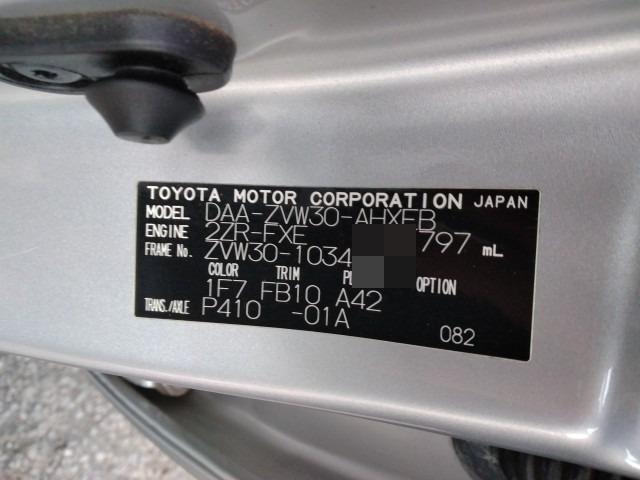 TOYOTA MOTOR CORPORATION JAPAN
MODEL DAA-ZVW30-AHXEB
ENGINE 2ZR-FXE 797 mL
FRAME No. ZVW30-1034
COLOR TRIM OPTION
1F7 FB10 A42
TRANS./AXLE P410 -01A
082